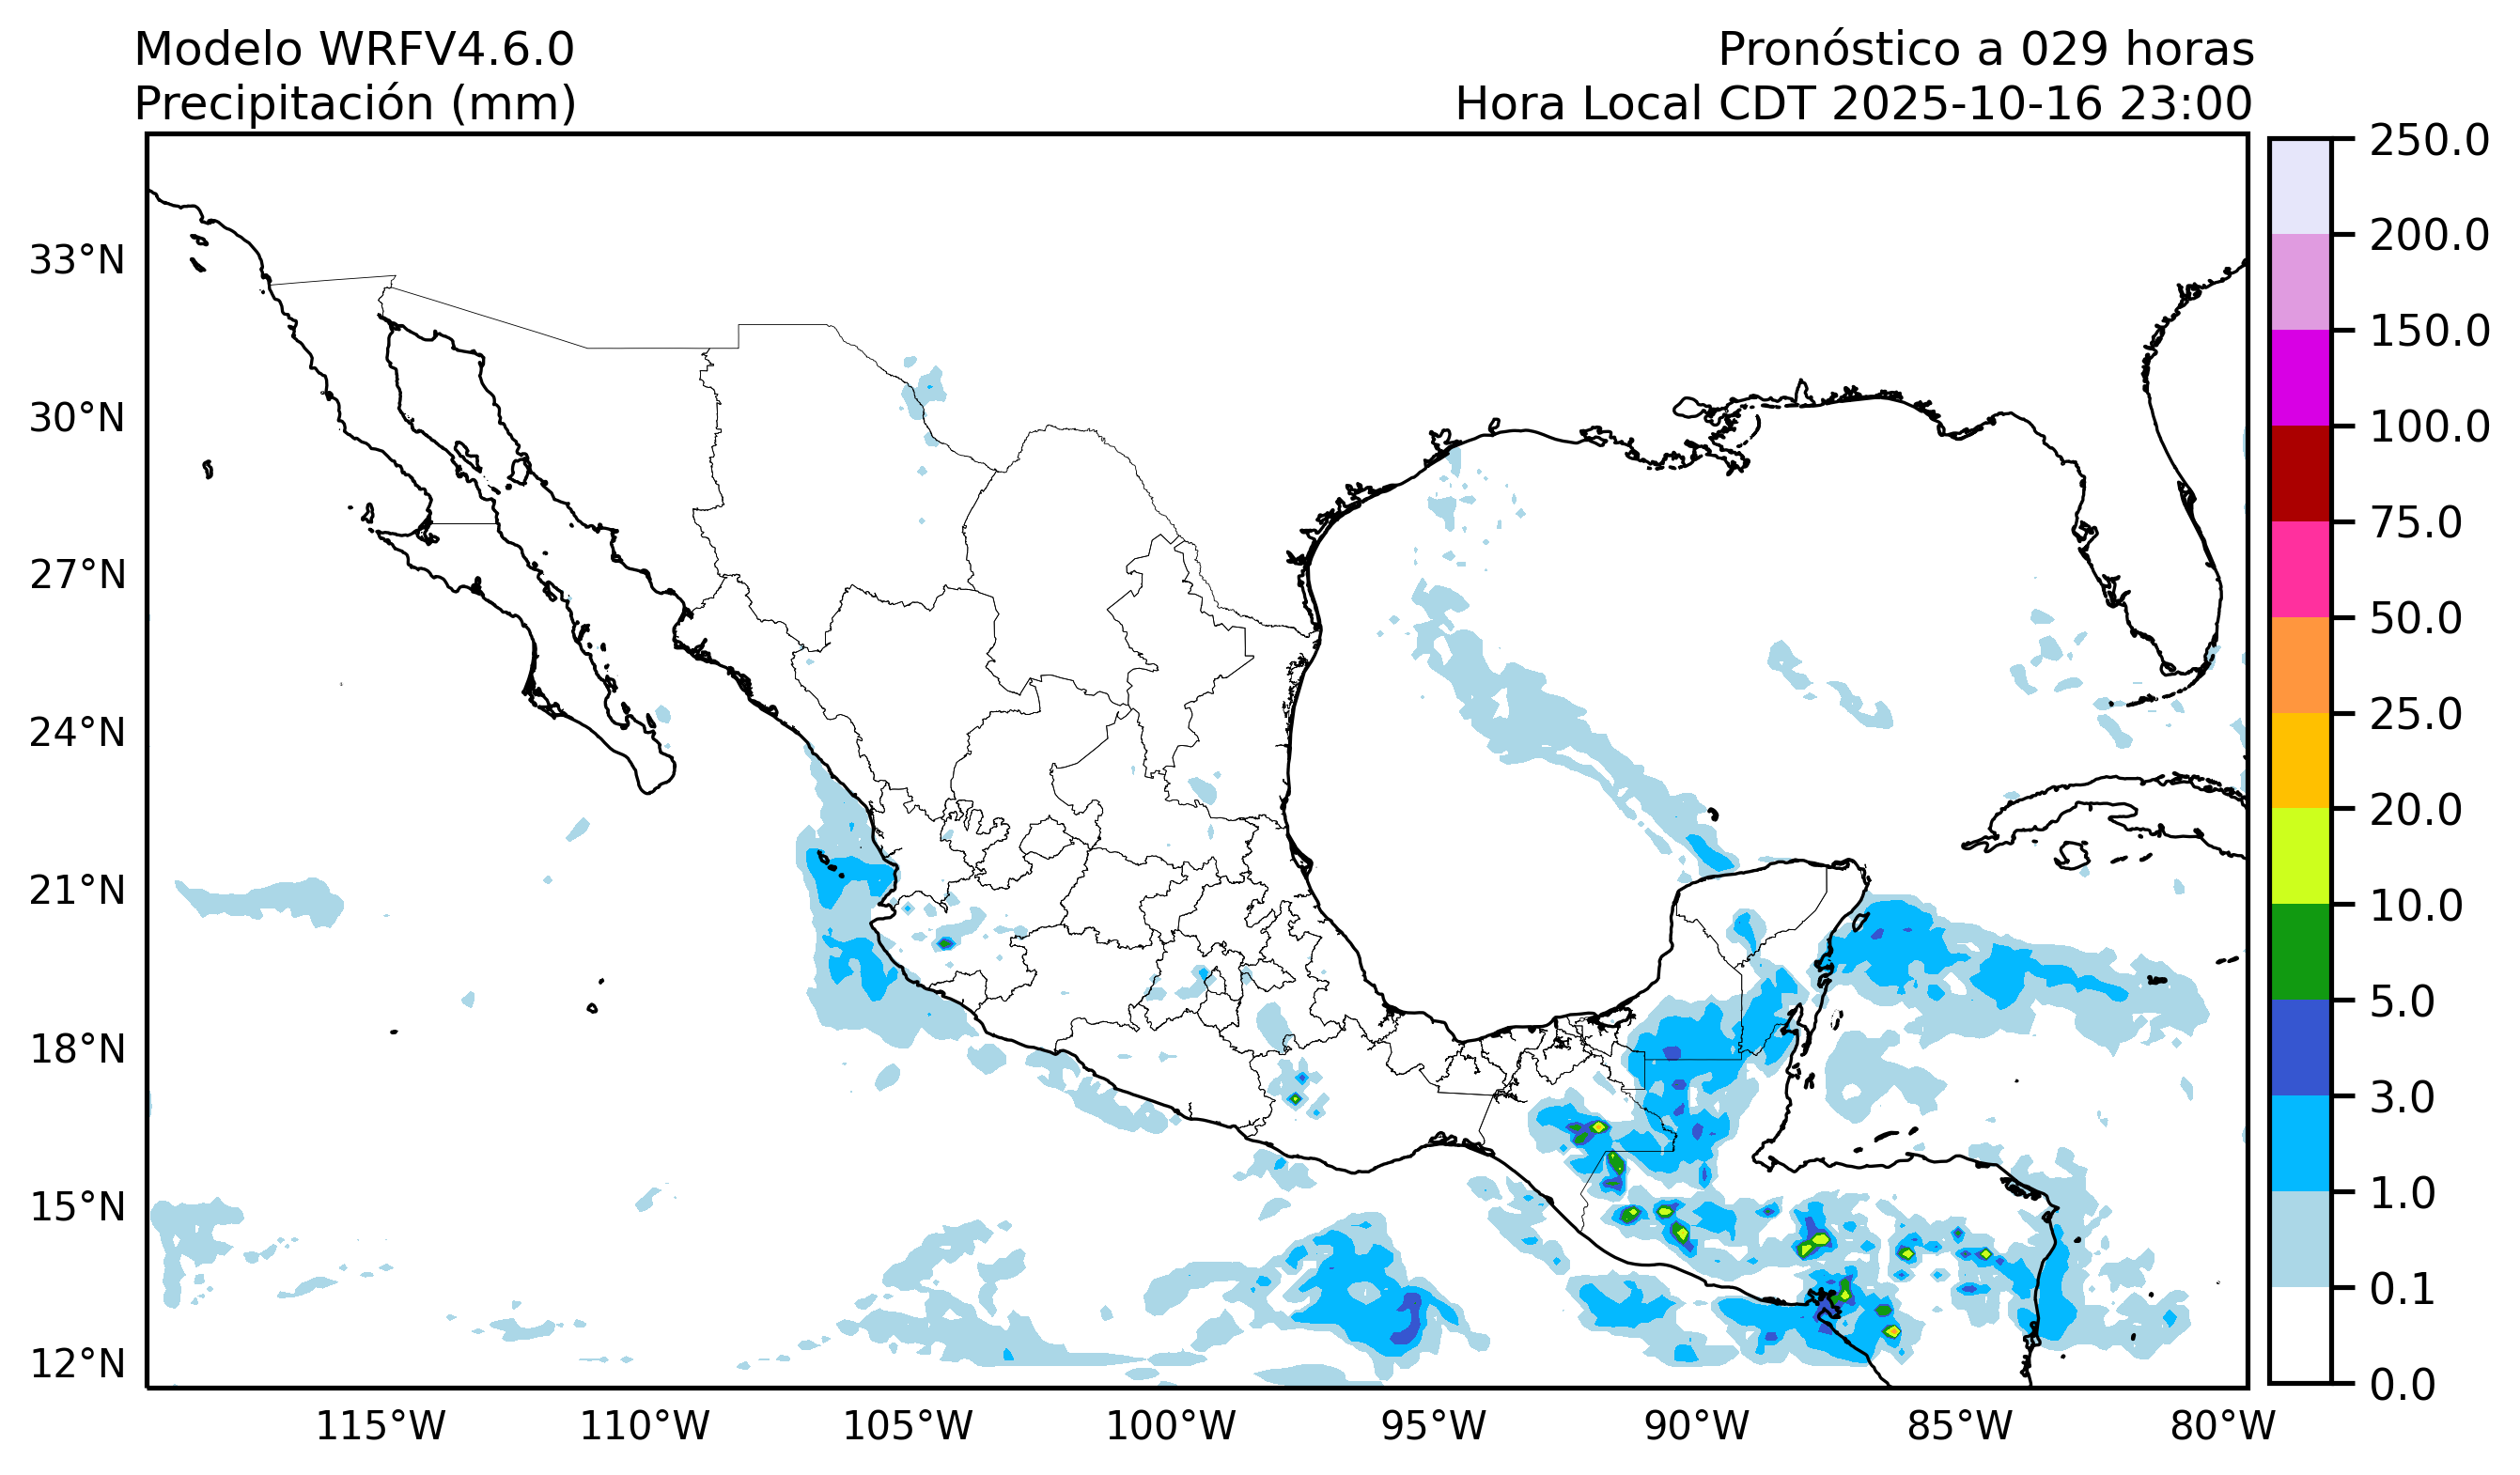 Modelo WRFV4.6.0
Precipitación (mm)
Pronóstico a 029 horas
Hora Local CDT 2025-10-16 23:00
33°N
30°N
27°N
24°N
21°N
18°N
15°N
12°N
115°W
110°W
105°W
100°W
95°W
90°W
85°W
80°W
250.0
200.0
150.0
100.0
75.0
50.0
25.0
20.0
10.0
5.0
3.0
1.0
0.1
0.0